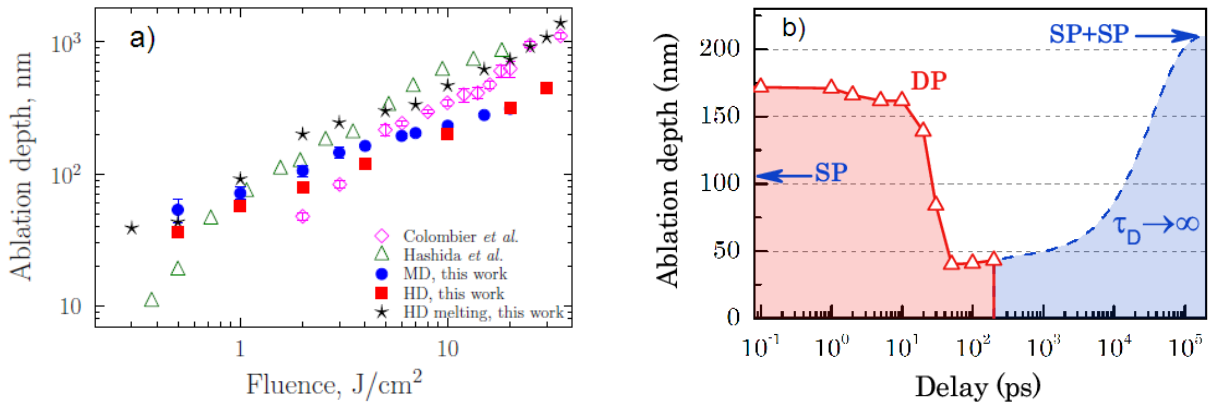 a)
10³
10²
10
1
10
Ablation depth, nm
Fluence, J/cm²
Colombier et al.
Hashida et al.
MD, this work
HD, this work
HD melting, this work
b)
200
150
100
50
0
10⁻¹
10⁰
10¹
10²
10³
10⁴
10⁵
Ablation depth (nm)
Delay (ps)
SP+SP
DP
SP
τ_D→∞